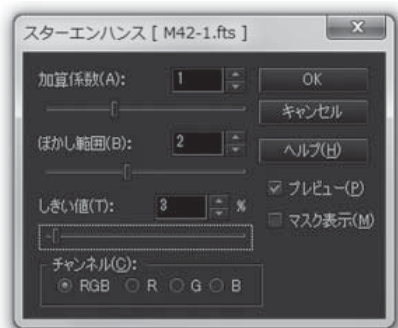 スターエンハンス [ M42-1.fts ]
加算係数(A): 1
OK
キャンセル
ぼかし範囲(B): 2
ヘルプ(H)
プレビュー(P)
しきい値(T): 3 %
マスク表示(M)
チャンネル(C):
RGB R G B